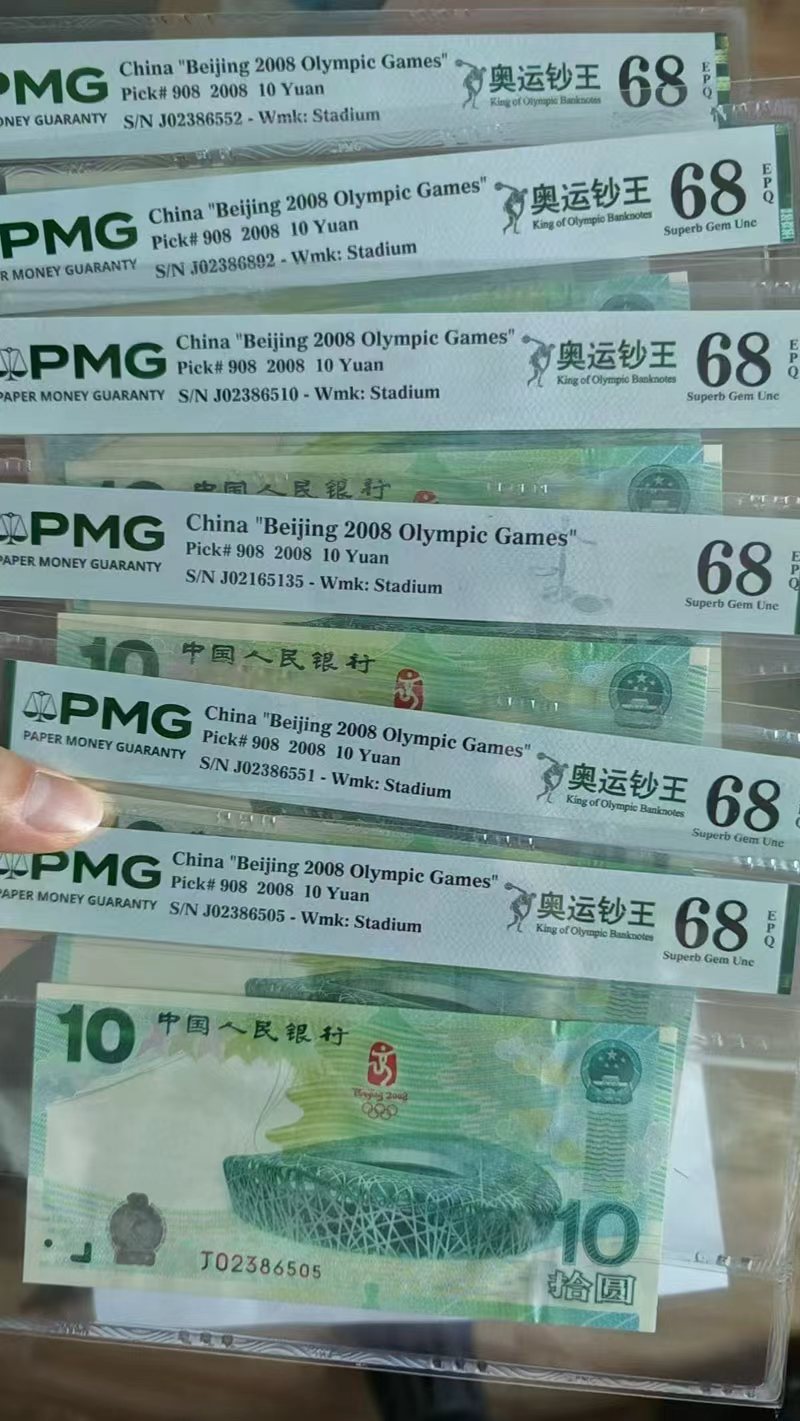 PMG
MONEY GUARANTY
China "Beijing 2008 Olympic Games"
Pick# 908 2008 10 Yuan
S/N J02386552 - Wmk: Stadium
奥运钞王
King of Olympic Banknotes
68
EPQ
PMG
PAPER MONEY GUARANTY
China "Beijing 2008 Olympic Games"
Pick# 908 2008 10 Yuan
S/N J02386892 - Wmk: Stadium
奥运钞王
King of Olympic Banknotes
68
Superb Gem Unc
EPQ
PMG
PAPER MONEY GUARANTY
China "Beijing 2008 Olympic Games"
Pick# 908 2008 10 Yuan
S/N J02386510 - Wmk: Stadium
奥运钞王
King of Olympic Banknotes
68
Superb Gem Unc
EPQ
中国人民银行
PMG
PAPER MONEY GUARANTY
China "Beijing 2008 Olympic Games"
Pick# 908 2008 10 Yuan
S/N J02165135 - Wmk: Stadium
68
Superb Gem Unc
EPQ
10
中国人民银行
PMG
PAPER MONEY GUARANTY
China "Beijing 2008 Olympic Games"
Pick# 908 2008 10 Yuan
S/N J02386551 - Wmk: Stadium
奥运钞王
King of Olympic Banknotes
68
Superb Gem Unc
PMG
PAPER MONEY GUARANTY
China "Beijing 2008 Olympic Games"
Pick# 908 2008 10 Yuan
S/N J02386505 - Wmk: Stadium
奥运钞王
King of Olympic Banknotes
68
Superb Gem Unc
EPQ
10
中国人民银行
Beijing 2008
J02386505
10
拾圆